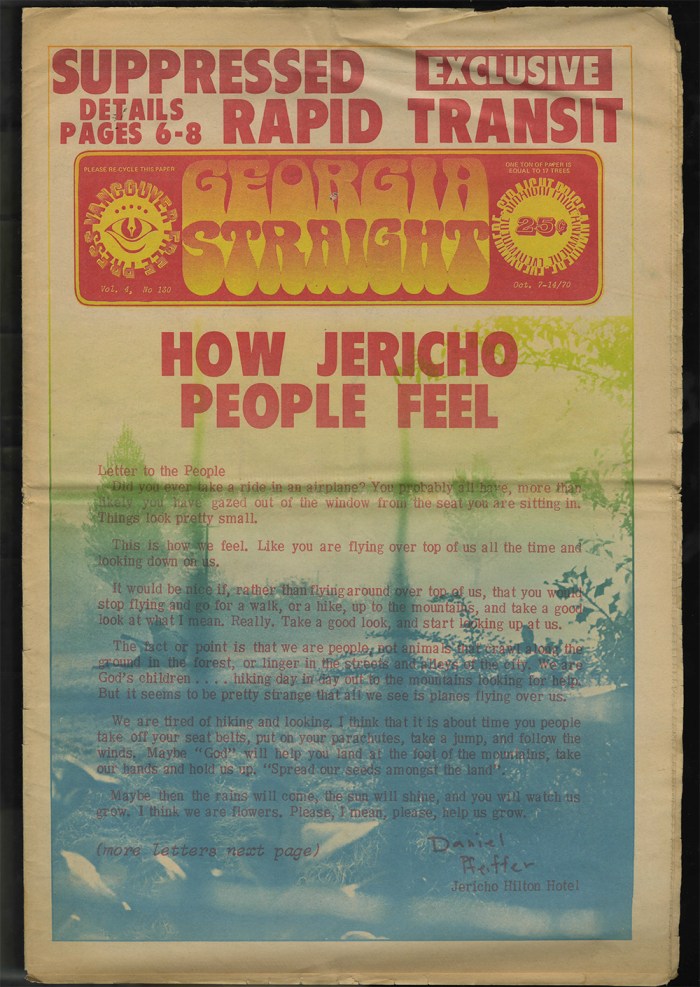 SUPPRESSED EXCLUSIVE
DETAILS
PAGES 6-8 RAPID TRANSIT
PLEASE RE CYCLE THIS PAPER
ONE TON OF PAPER IS
EQUAL TO 17 TREES
GEORGIA
STRAIGHT
VANCOUVER FREE PRESS
25¢
Vol. 4, No 130
Oct. 7-14/70
HOW JERICHO
PEOPLE FEEL
Letter to the People
Did you ever take a ride in an airplane? You probably all have, more than
likely you have gazed out of the window from the seat you are sitting in.
Things look pretty small.
This is how we feel. Like you are flying over top of us all the time and
looking down on us.
It would be nice if, rather than flying around over top of us, that you would
stop flying and go for a walk, or a hike, up to the mountains, and take a good
look at what I mean. Really. Take a good look, and start looking up at us.
The fact or point is that we are people, not animals that crawl along the
ground in the forest, or linger in the streets and alleys of the city. We are
God's children . . . . hiking day in day out to the mountains looking for help.
But it seems to be pretty strange that all we see is planes flying over us.
We are tired of hiking and looking. I think that it is about time you people
take off your seat belts, put on your parachutes, take a jump, and follow the
winds. Maybe "God" will help you land at the foot of the mountains, take
our hands and hold us up. "Spread our seeds amongst the land".
Maybe then the rains will come, the sun will shine, and you will watch us
grow. I think we are flowers. Please, I mean, please, help us grow.
(more letters next page)
Daniel
Pfeiffer
Jericho Hilton Hotel